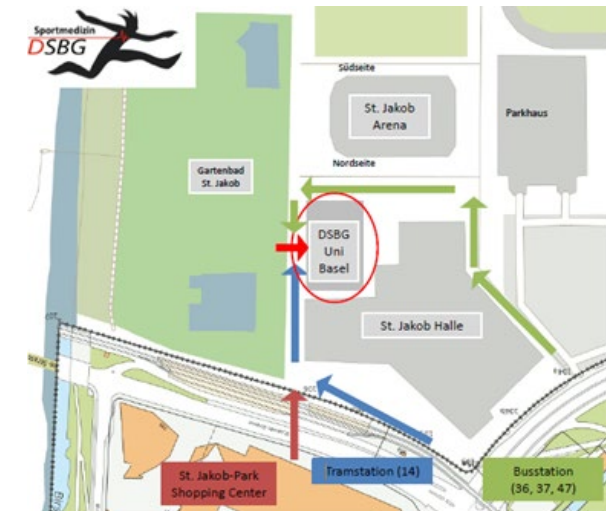 Sportmedizin
DSBG
Südseite
St. Jakob
Arena
Parkhaus
Nordseite
Gartenbad
St. Jakob
DSBG
Uni
Basel
St. Jakob Halle
St. Jakob-Park
Shopping Center
Tramstation (14)
Busstation
(36, 37, 47)